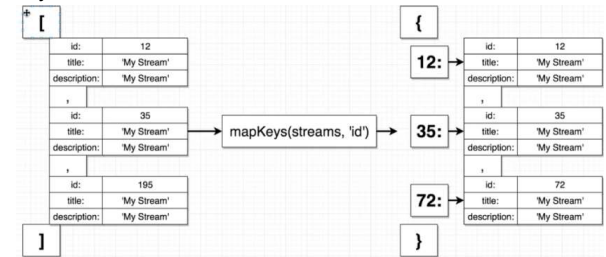 [
id: 12
title: 'My Stream'
description: 'My Stream'
,
id: 35
title: 'My Stream'
description: 'My Stream'
,
id: 195
title: 'My Stream'
description: 'My Stream'
]
mapKeys(streams, 'id')
{
12:
id: 12
title: 'My Stream'
description: 'My Stream'
,
35:
id: 35
title: 'My Stream'
description: 'My Stream'
,
72:
id: 72
title: 'My Stream'
description: 'My Stream'
}